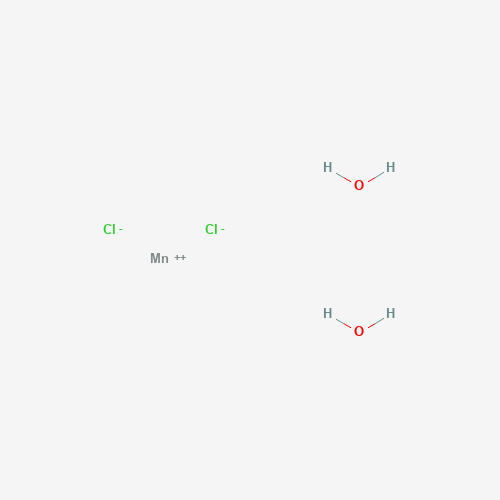 H H
O
Cl - Cl -
Mn ++
H H
O